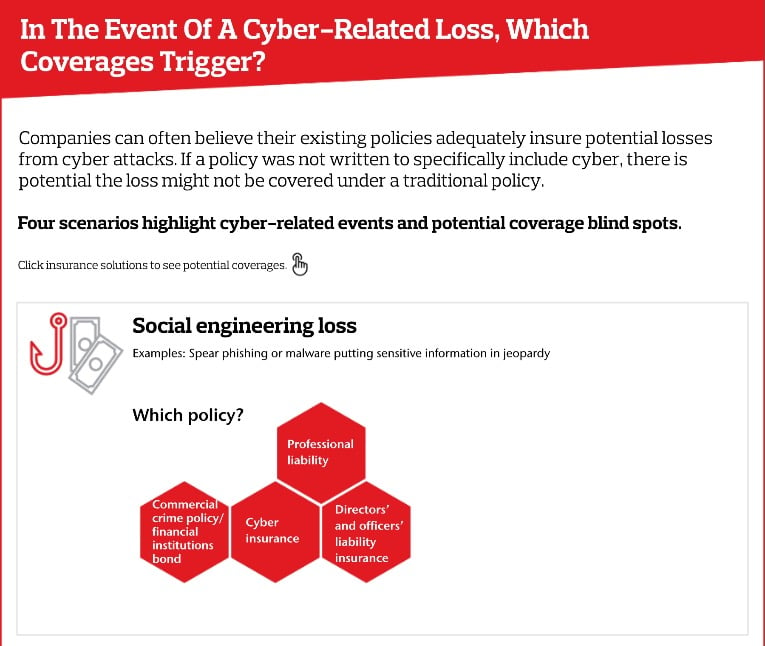 In The Event Of A Cyber-Related Loss, Which
Coverages Trigger?
Companies can often believe their existing policies adequately insure potential losses
from cyber attacks. If a policy was not written to specifically include cyber, there is
potential the loss might not be covered under a traditional policy.
Four scenarios highlight cyber-related events and potential coverage blind spots.
Click insurance solutions to see potential coverages.
Social engineering loss
Examples: Spear phishing or malware putting sensitive information in jeopardy
Which policy?
Professional
liability
Commercial
crime policy/
financial
institutions
bond
Cyber
insurance
Directors'
and officers'
liability
insurance